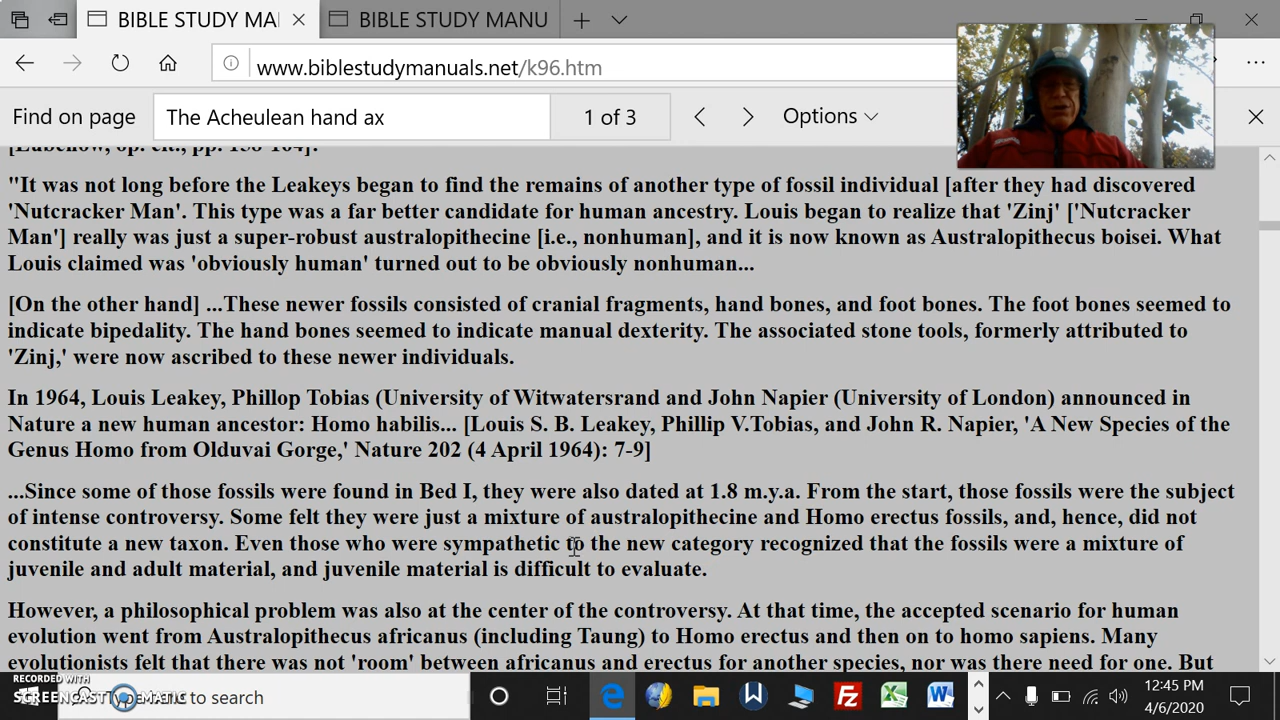 BIBLE STUDY MA
BIBLE STUDY MANU
www.biblestudymanuals.net/k96.htm
Find on page
The Acheulean hand ax
1 of 3
Options
[Lubenow, op. cit., pp. 158-164]:
"It was not long before the Leakeys began to find the remains of another type of fossil individual [after they had discovered
'Nutcracker Man'. This type was a far better candidate for human ancestry. Louis began to realize that 'Zinj' ['Nutcracker
Man'] really was just a super-robust australopithecine [i.e., nonhuman], and it is now known as Australopithecus boisei. What
Louis claimed was 'obviously human' turned out to be obviously nonhuman...
[On the other hand] ...These newer fossils consisted of cranial fragments, hand bones, and foot bones. The foot bones seemed to
indicate bipedality. The hand bones seemed to indicate manual dexterity. The associated stone tools, formerly attributed to
'Zinj,' were now ascribed to these newer individuals.
In 1964, Louis Leakey, Phillop Tobias (University of Witwatersrand and John Napier (University of London) announced in
Nature a new human ancestor: Homo habilis... [Louis S. B. Leakey, Phillip V.Tobias, and John R. Napier, 'A New Species of the
Genus Homo from Olduvai Gorge,' Nature 202 (4 April 1964): 7-9]
...Since some of those fossils were found in Bed I, they were also dated at 1.8 m.y.a. From the start, those fossils were the subject
of intense controversy. Some felt they were just a mixture of australopithecine and Homo erectus fossils, and, hence, did not
constitute a new taxon. Even those who were sympathetic to the new category recognized that the fossils were a mixture of
juvenile and adult material, and juvenile material is difficult to evaluate.
However, a philosophical problem was also at the center of the controversy. At that time, the accepted scenario for human
evolution went from Australopithecus africanus (including Taung) to Homo erectus and then on to homo sapiens. Many
evolutionists felt that there was not 'room' between africanus and erectus for another species, nor was there need for one. But
RECORDED WITH
SCREENCAST MATIC
Type here to search
12:45 PM
4/6/2020